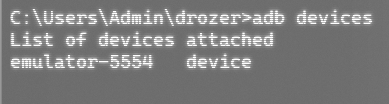 C:\Users\Admin\drozer>adb devices
List of devices attached
emulator-5554   device